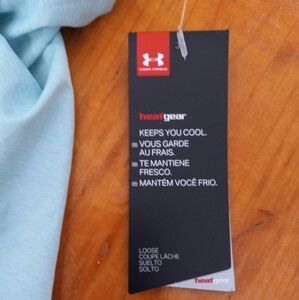 UNDER ARMOUR
heatgear
KEEPS YOU COOL.
VOUS GARDE
AU FRAIS.
TE MANTIENE
FRESCO.
MANTÉM VOCÊ FRIO.
LOOSE
COUPE LÂCHE
SUELTO
SOLTO
heatgear